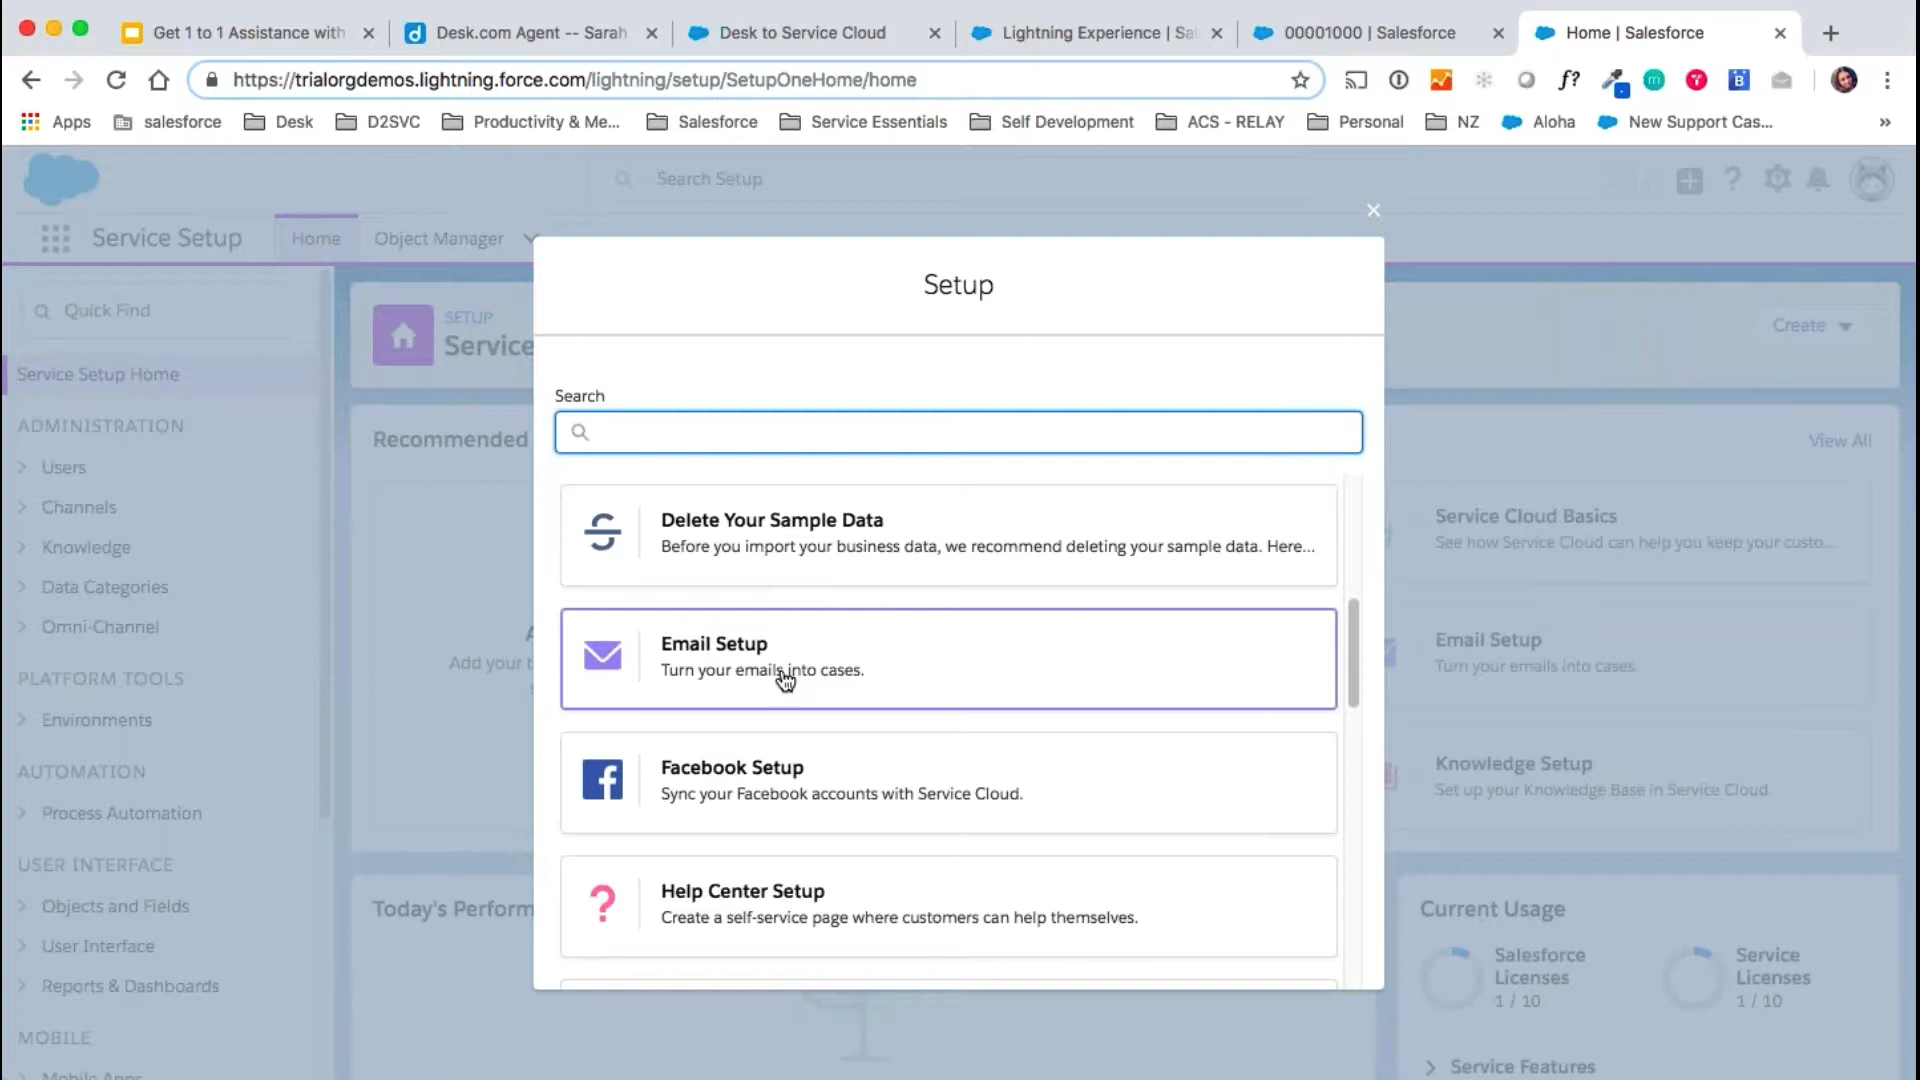 Get 1 to 1 Assistance with
Desk.com Agent -- Sarah
Desk to Service Cloud
Lightning Experience | Sa
00001000 | Salesforce
Home | Salesforce
https://trialorgdemos.lightning.force.com/lightning/setup/SetupOneHome/home
Apps
salesforce
Desk
D2SVC
Productivity & Me...
Salesforce
Service Essentials
Self Development
ACS - RELAY
Personal
NZ
Aloha
New Support Cas...
Search Setup
Service Setup
Home
Object Manager
Quick Find
Service Setup Home
ADMINISTRATION
Users
Channels
Knowledge
Data Categories
Omni-Channel
PLATFORM TOOLS
Environments
AUTOMATION
Process Automation
USER INTERFACE
Objects and Fields
User Interface
Reports & Dashboards
MOBILE
Mobile Apps
SETUP
Service
Create
Recommended
Add your t
Today's Perform
Setup
Search
Delete Your Sample Data
Before you import your business data, we recommend deleting your sample data. Here...
Email Setup
Turn your emails into cases.
Facebook Setup
Sync your Facebook accounts with Service Cloud.
Help Center Setup
Create a self-service page where customers can help themselves.
View All
Service Cloud Basics
See how Service Cloud can help you keep your custo...
Email Setup
Turn your emails into cases.
Knowledge Setup
Set up your Knowledge Base in Service Cloud.
Current Usage
Salesforce
Licenses
1 / 10
Service
Licenses
1 / 10
Service Features